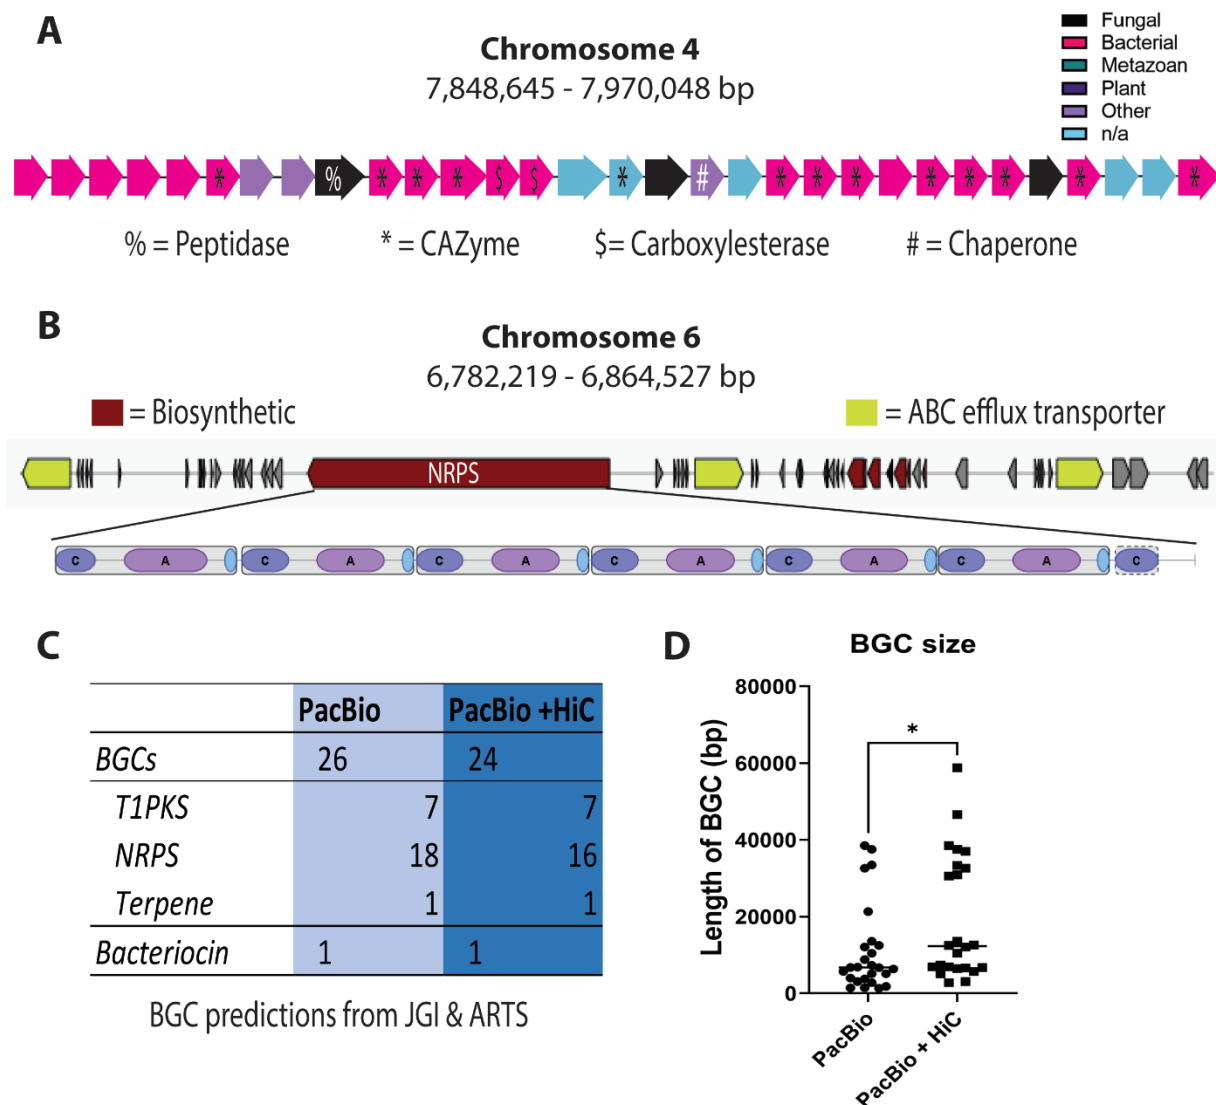 A
Chromosome 4
7,848,645 - 7,970,048 bp
Fungal
Bacterial
Metazoan
Plant
Other
n/a
* % * * * $ $ * # * * * * * * * *
% = Peptidase * = CAZyme $= Carboxylesterase # = Chaperone
B
Chromosome 6
6,782,219 - 6,864,527 bp
= Biosynthetic = ABC efflux transporter
NRPS
C A C A C A C A C A C A C
C
PacBio PacBio +HiC
BGCs 26 24
T1PKS 7 7
NRPS 18 16
Terpene 1 1
Bacteriocin 1 1
BGC predictions from JGI & ARTS
D
BGC size
Length of BGC (bp)
80000
60000
40000
20000
0
*
PacBio
PacBio + HiC